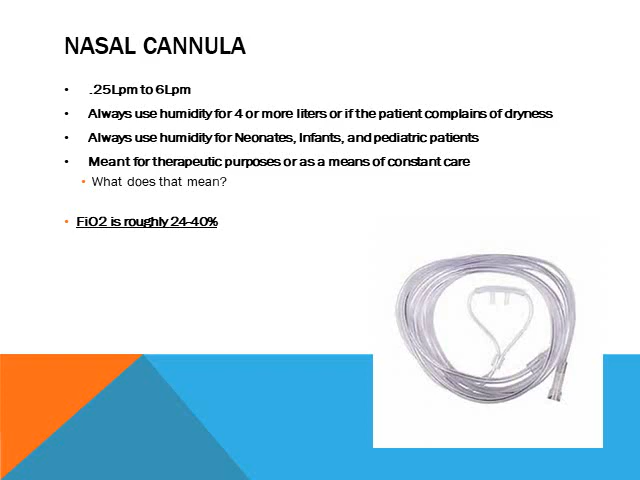 NASAL CANNULA
• .25Lpm to 6Lpm
• Always use humidity for 4 or more liters or if the patient complains of dryness
• Always use humidity for Neonates, Infants, and pediatric patients
• Meant for therapeutic purposes or as a means of constant care
• What does that mean?
• FiO2 is roughly 24-40%